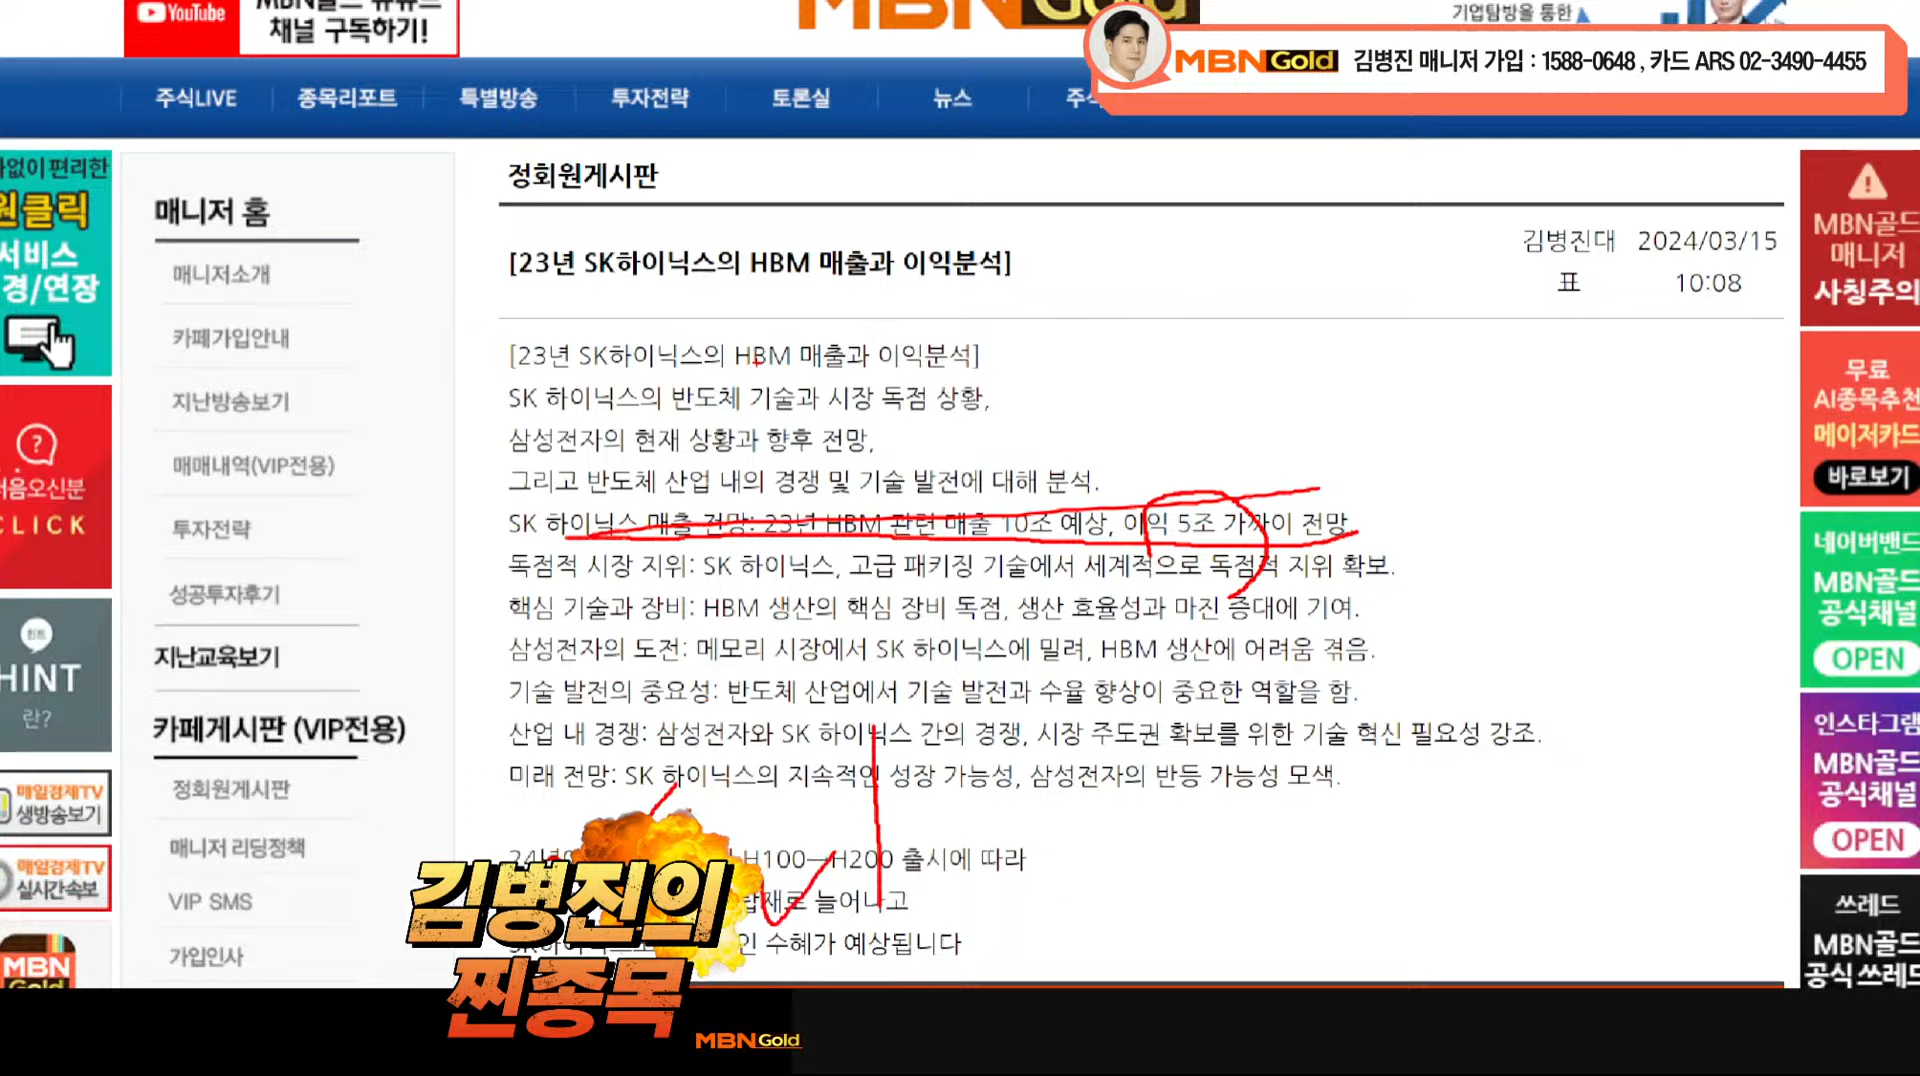 YouTube
채널 구독하기!
MBN Gold
기업탐방을 통한
MBN Gold 김병진 매니저 가입 : 1588-0648 , 카드 ARS 02-3490-4455
주식LIVE 종목리포트 특별방송 투자전략 토론실 뉴스
없이 편리한
원클릭
서비스
경/연장
CLICK
힌트
HINT
란?
매일경제TV
생방송보기
매일경제TV
실시간속보
MBN
Gold
매니저 홈
매니저소개
카페가입안내
지난방송보기
매매내역(VIP전용)
투자전략
성공투자후기
지난교육보기
카페게시판 (VIP전용)
정회원게시판
매니저 리딩정책
VIP SMS
가입인사
정회원게시판
[23년 SK하이닉스의 HBM 매출과 이익분석]
김병진대표 2024/03/15 10:08
[23년 SK하이닉스의 HBM 매출과 이익분석]
SK 하이닉스의 반도체 기술과 시장 독점 상황,
삼성전자의 현재 상황과 향후 전망,
그리고 반도체 산업 내의 경쟁 및 기술 발전에 대해 분석.
SK 하이닉스 매출 전망: 23년 HBM 관련 매출 10조 예상, 이익 5조 가까이 전망.
독점적 시장 지위: SK 하이닉스, 고급 패키징 기술에서 세계적으로 독점적 지위 확보.
핵심 기술과 장비: HBM 생산의 핵심 장비 독점, 생산 효율성과 마진 증대에 기여.
삼성전자의 도전: 메모리 시장에서 SK 하이닉스에 밀려, HBM 생산에 어려움 겪음.
기술 발전의 중요성: 반도체 산업에서 기술 발전과 수율 향상이 중요한 역할을 함.
산업 내 경쟁: 삼성전자와 SK 하이닉스 간의 경쟁, 시장 주도권 확보를 위한 기술 혁신 필요성 강조.
미래 전망: SK 하이닉스의 지속적인 성장 가능성, 삼성전자의 반등 가능성 모색.
H100→H200 출시에 따라
탑재로 늘어나고
수혜가 예상됩니다
김병진의
찐종목
MBN Gold
MBN골드
매니저
사칭주의
무료
AI종목추천
메이저카드
바로보기
네이버밴드
MBN골드
공식채널
OPEN
인스타그램
MBN골드
공식채널
OPEN
쓰레드
MBN골드
공식 쓰레드